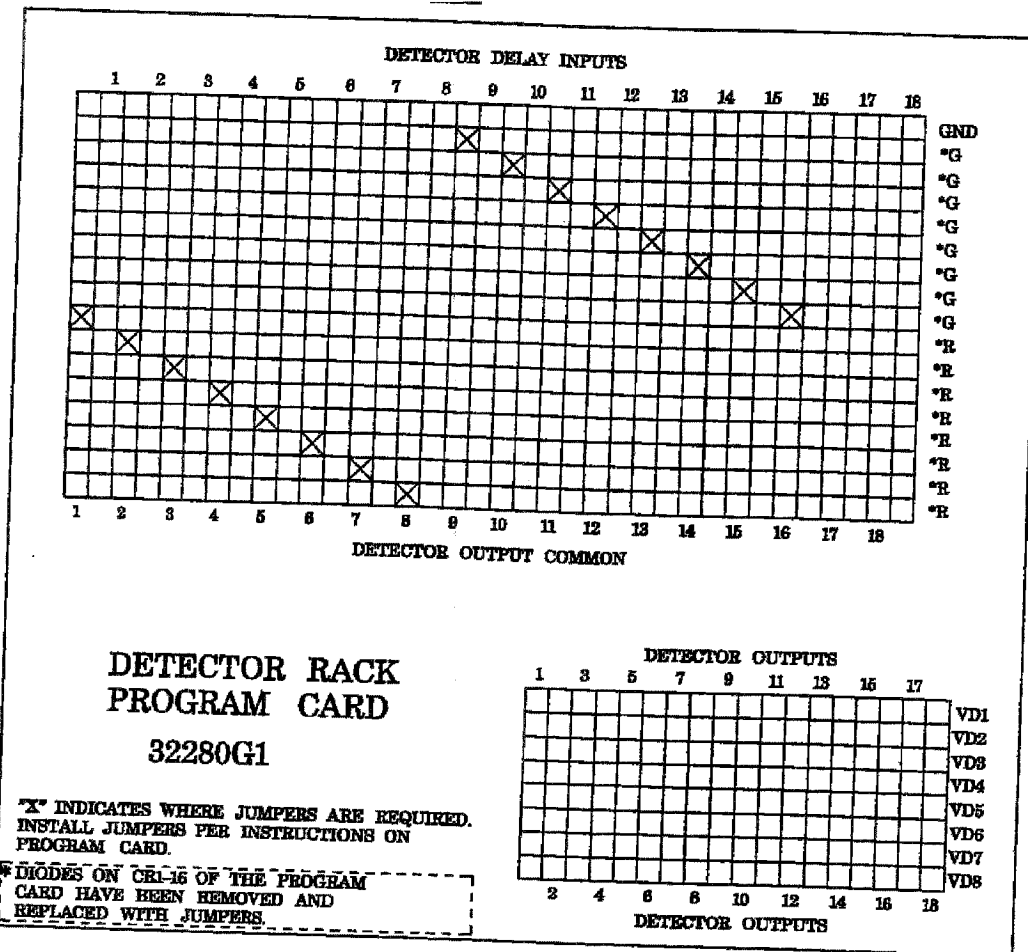 DETECTOR DELAY INPUTS
1 2 3 4 5 6 7 8 9 10 11 12 13 14 15 16 17 18
GND
*G
*G
*G
*G
*G
*G
*G
*G
*R
*R
*R
*R
*R
*R
*R
*R
1 2 3 4 5 6 7 8 9 10 11 12 13 14 15 16 17 18
DETECTOR OUTPUT COMMON
DETECTOR RACK
PROGRAM CARD
32280G1
"X" INDICATES WHERE JUMPERS ARE REQUIRED.
INSTALL JUMPERS PER INSTRUCTIONS ON
PROGRAM CARD.
* DIODES ON CR1-16 OF THE PROGRAM
CARD HAVE BEEN REMOVED AND
REPLACED WITH JUMPERS.
DETECTOR OUTPUTS
1 3 5 7 9 11 13 15 17
VD1
VD2
VD3
VD4
VD5
VD6
VD7
VD8
2 4 6 8 10 12 14 16 18
DETECTOR OUTPUTS